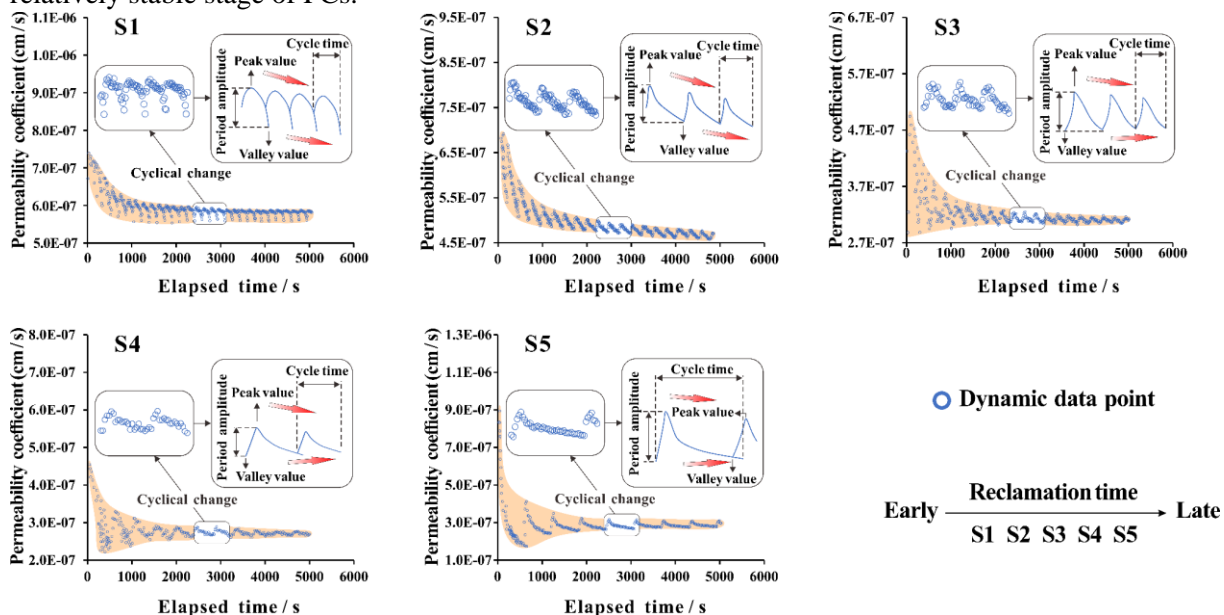 relatively stable stage of PCs.
S1
Permeability coefficient (cm/s)
1.1E-06
1.0E-06
9.0E-07
8.0E-07
7.0E-07
6.0E-07
5.0E-07
0 1000 2000 3000 4000 5000 6000
Elapsed time / s
Cyclical change
Period amplitude
Peak value
Cycle time
Valley value
S2
Permeability coefficient (cm/s)
9.5E-07
8.5E-07
7.5E-07
6.5E-07
5.5E-07
4.5E-07
0 1000 2000 3000 4000 5000 6000
Elapsed time / s
Cyclical change
Period amplitude
Peak value
Cycle time
Valley value
S3
Permeability coefficient (cm/s)
6.7E-07
5.7E-07
4.7E-07
3.7E-07
2.7E-07
0 1000 2000 3000 4000 5000 6000
Elapsed time / s
Cyclical change
Period amplitude
Peak value
Cycle time
Valley value
S4
Permeability coefficient (cm/s)
8.0E-07
7.0E-07
6.0E-07
5.0E-07
4.0E-07
3.0E-07
2.0E-07
0 1000 2000 3000 4000 5000 6000
Elapsed time / s
Cyclical change
Period amplitude
Peak value
Cycle time
Valley value
S5
Permeability coefficient (cm/s)
1.3E-06
1.1E-06
9.0E-07
7.0E-07
5.0E-07
3.0E-07
1.0E-07
0 1000 2000 3000 4000 5000 6000
Elapsed time / s
Cyclical change
Period amplitude
Cycle time
Peak value
Valley value
Dynamic data point
Reclamation time
Early Late
S1 S2 S3 S4 S5